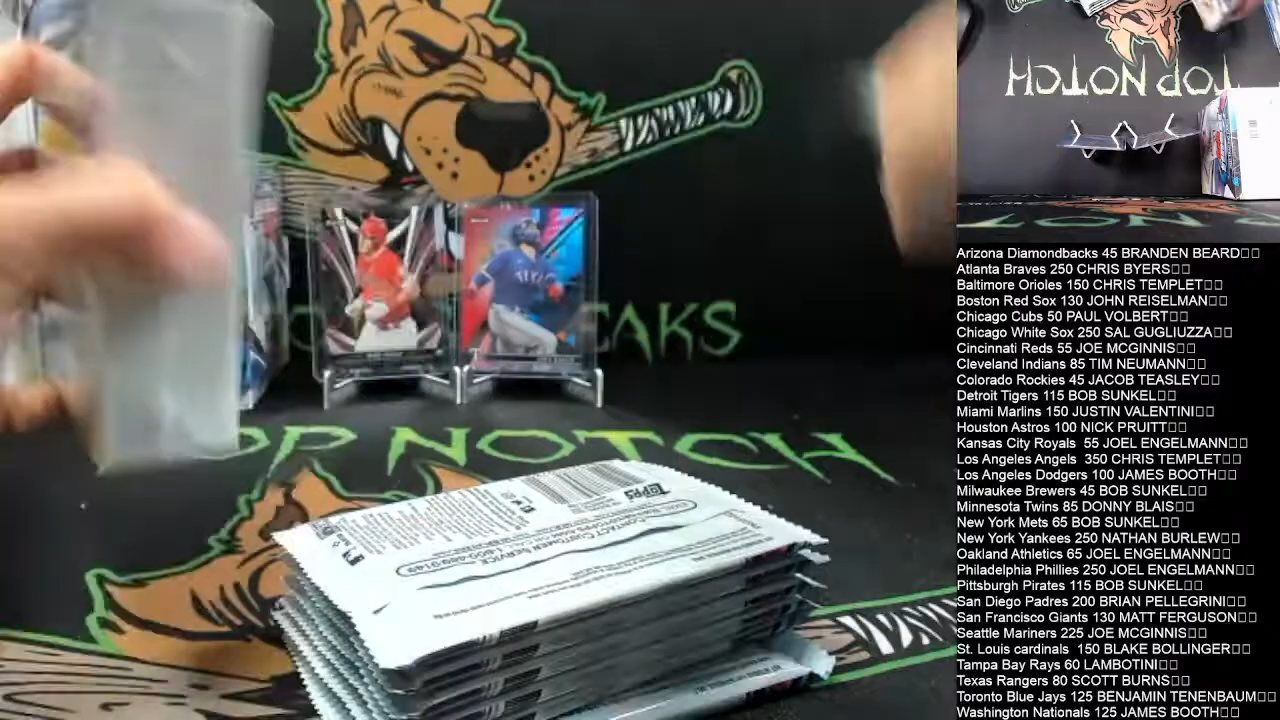 TEXAS
EAKS
OP NOTCH
TOPPS
CONTACT CUSTOMER SERVICE
TOP NOTCH
Arizona Diamondbacks 45 BRANDEN BEARD□□
Atlanta Braves 250 CHRIS BYERS□□
Baltimore Orioles 150 CHRIS TEMPLET□□
Boston Red Sox 130 JOHN REISELMAN□□
Chicago Cubs 50 PAUL VOLBERT□□
Chicago White Sox 250 SAL GUGLIUZZA□□
Cincinnati Reds 55 JOE MCGINNIS□□
Cleveland Indians 85 TIM NEUMANN□□
Colorado Rockies 45 JACOB TEASLEY□□
Detroit Tigers 115 BOB SUNKEL□□
Miami Marlins 150 JUSTIN VALENTINI□□
Houston Astros 100 NICK PRUITT□□
Kansas City Royals 55 JOEL ENGELMANN□□
Los Angeles Angels 350 CHRIS TEMPLET□□
Los Angeles Dodgers 100 JAMES BOOTH□□
Milwaukee Brewers 45 BOB SUNKEL□□
Minnesota Twins 85 DONNY BLAIS□□
New York Mets 65 BOB SUNKEL□□
New York Yankees 250 NATHAN BURLEW□□
Oakland Athletics 65 JOEL ENGELMANN□□
Philadelphia Phillies 250 JOEL ENGELMANN□□
Pittsburgh Pirates 115 BOB SUNKEL□□
San Diego Padres 200 BRIAN PELLEGRINI□□
San Francisco Giants 130 MATT FERGUSON□□
Seattle Mariners 225 JOE MCGINNIS□□
St. Louis cardinals 150 BLAKE BOLLINGER□□
Tampa Bay Rays 60 LAMBOTINI□□
Texas Rangers 80 SCOTT BURNS□□
Toronto Blue Jays 125 BENJAMIN TENENBAUM□□
Washington Nationals 125 JAMES BOOTH□□